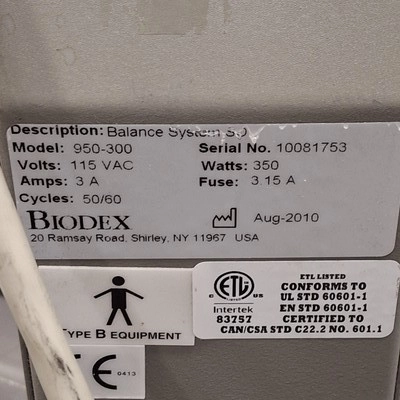 Description: Balance System SD
Model: 950-300 Serial No. 10081753
Volts: 115 VAC Watts: 350
Amps: 3 A Fuse: 3.15 A
Cycles: 50/60
BIODEX Aug-2010
20 Ramsay Road, Shirley, NY 11967 USA
TYPE B EQUIPMENT
CE 0413
ETL
C US
Intertek
83757
ETL LISTED
CONFORMS TO
UL STD 60601-1
EN STD 60601-1
CERTIFIED TO
CAN/CSA STD C22.2 NO. 601.1